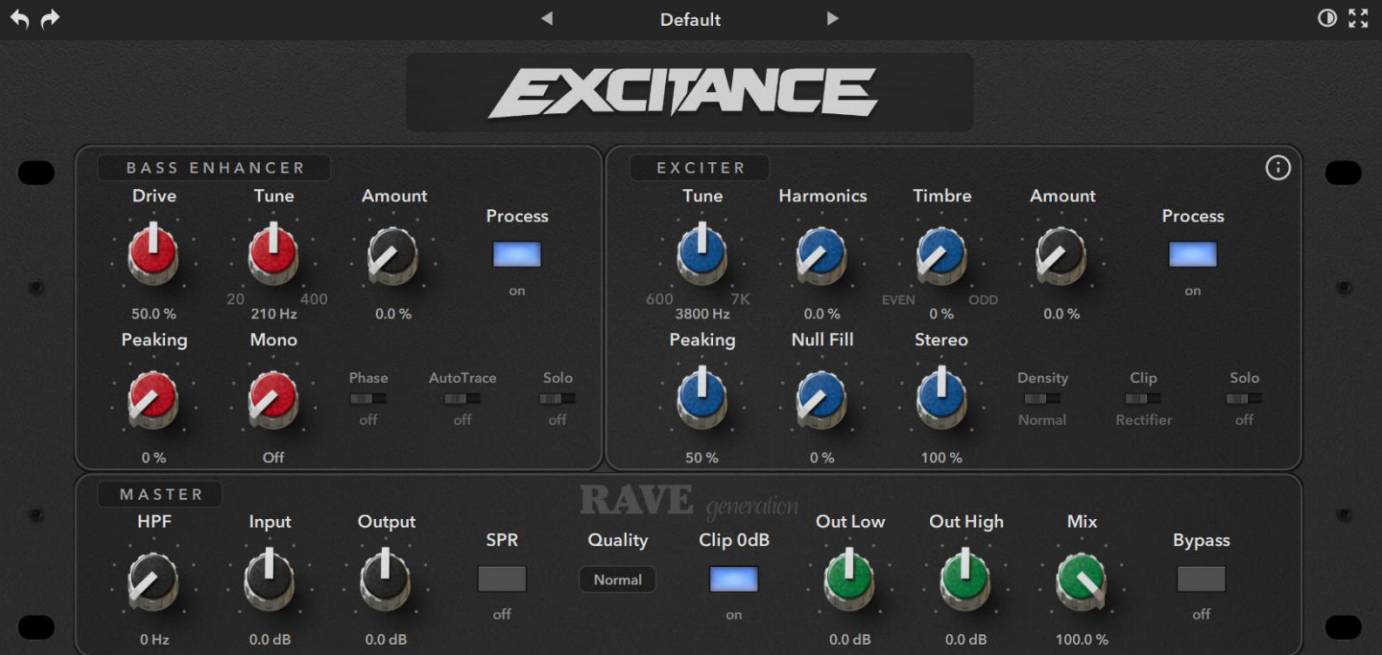 Default
EXCITANCE
BASS ENHANCER
Drive Tune Amount Process
20 400 on
50.0 % 210 Hz 0.0 %
Peaking Mono
Phase AutoTrace Solo
off off off
0 % Off
EXCITER
Tune Harmonics Timbre Amount Process
600 7K EVEN ODD on
3800 Hz 0.0 % 0 % 0.0 %
Peaking Null Fill Stereo
Density Clip Solo
Normal Rectifier off
50 % 0 % 100 %
MASTER
RAVE generation
HPF Input Output Out Low Out High Mix
SPR Quality Clip 0dB Bypass
Normal
off on off
0 Hz 0.0 dB 0.0 dB 0.0 dB 0.0 dB 100.0 %